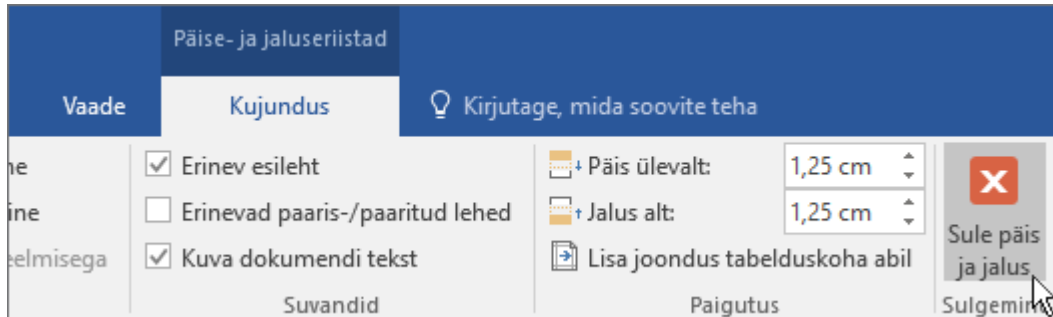 Päise- ja jaluseriistad
Vaade Kujundus Kirjutage, mida soovite teha
Erinev esileht Päis ülevalt: 1,25 cm
Erinevad paaris-/paaritud lehed Jalus alt: 1,25 cm
Kuva dokumendi tekst Lisa joondus tabelduskoha abil
Sule päis
ja jalus
Suvandid Paigutus